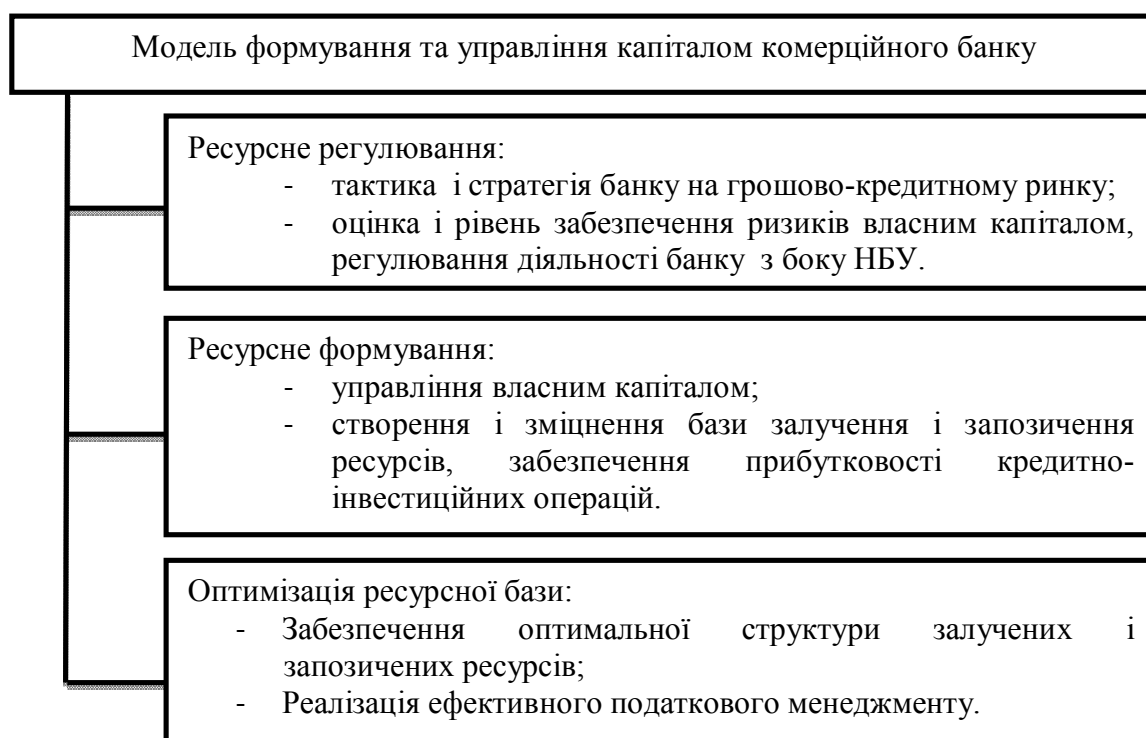 Модель формування та управління капіталом комерційного банку
Ресурсне регулювання:
- тактика і стратегія банку на грошово-кредитному ринку;
- оцінка і рівень забезпечення ризиків власним капіталом,
регулювання діяльності банку з боку НБУ.
Ресурсне формування:
- управління власним капіталом;
- створення і зміцнення бази залучення і запозичення
ресурсів, забезпечення прибутковості кредитно-
інвестиційних операцій.
Оптимізація ресурсної бази:
- Забезпечення оптимальної структури залучених і
запозичених ресурсів;
- Реалізація ефективного податкового менеджменту.